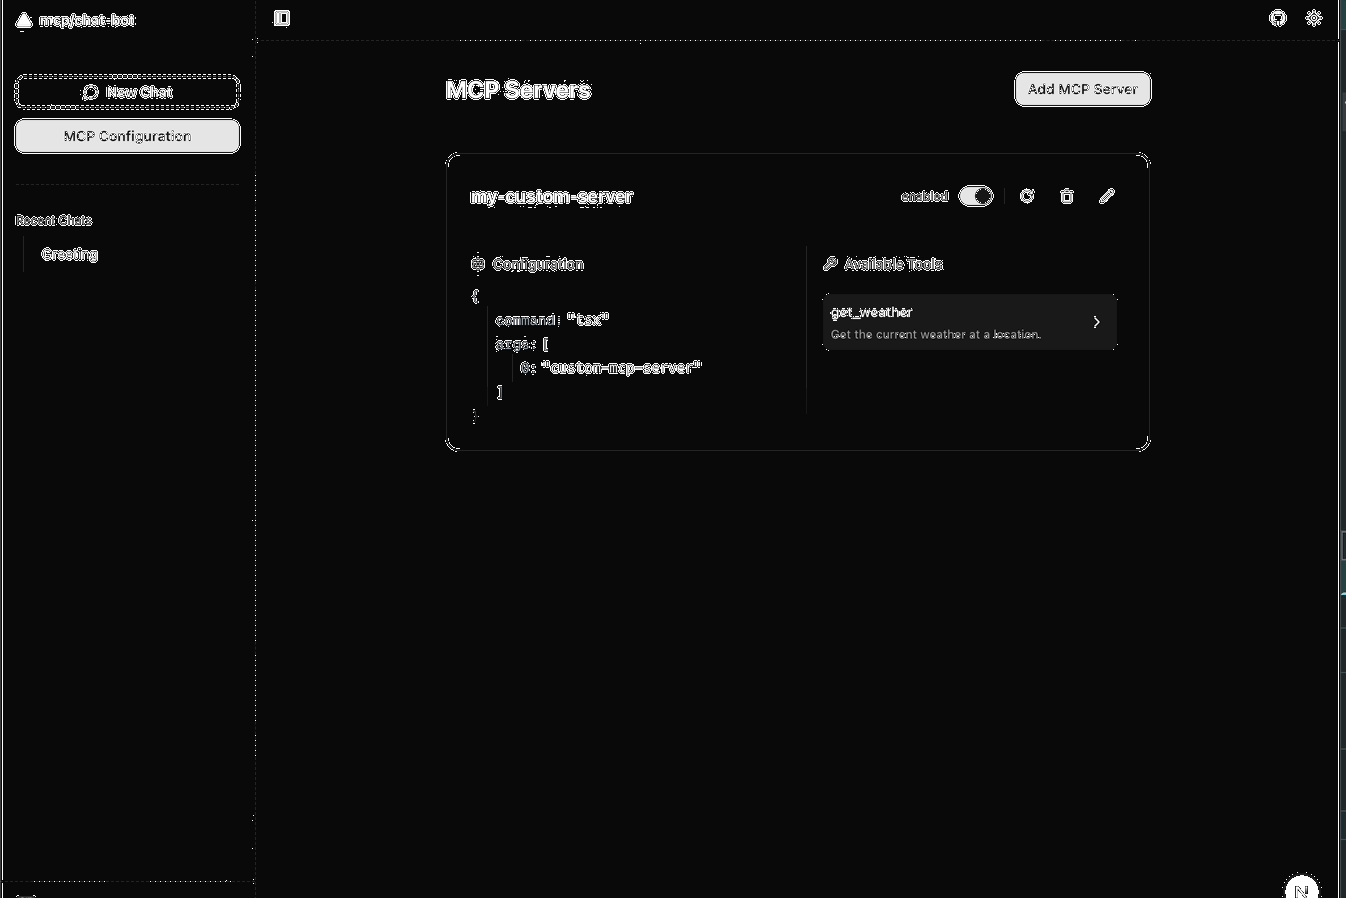 mcp/chat-bot
New Chat
MCP Configuration
Recent Chats
Greeting
MCP Servers
Add MCP Server
my-custom-server
enabled
Configuration
{
command: "tsx"
args: [
0: "custom-mcp-server"
]
}
Available Tools
get_weather
Get the current weather at a location.
N